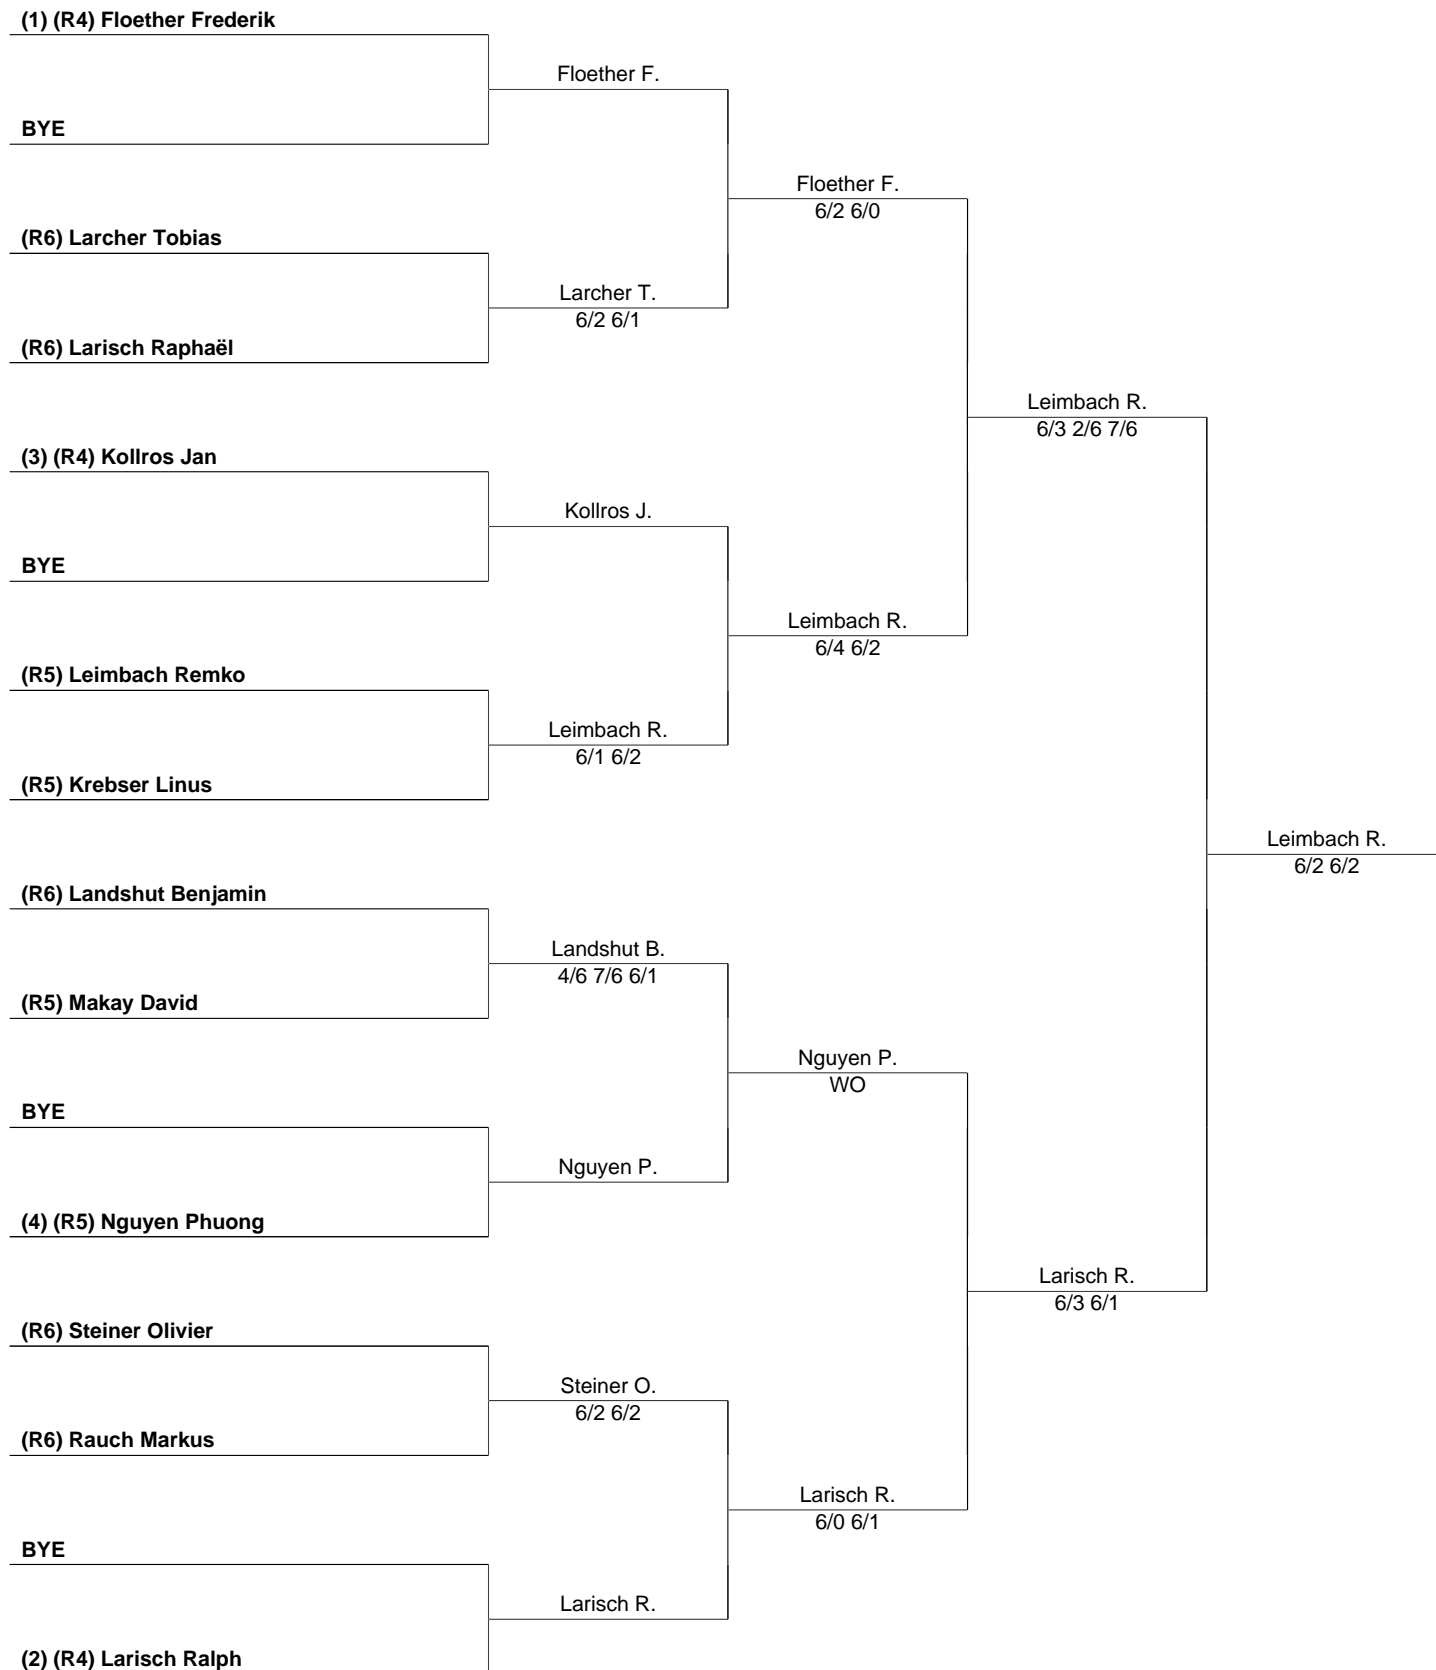 (1) (R4) Floether Frederik
Floether F.
BYE
Floether F.
6/2 6/0
(R6) Larcher Tobias
Larcher T.
6/2 6/1
(R6) Larisch Raphaël
Leimbach R.
6/3 2/6 7/6
(3) (R4) Kollros Jan
Kollros J.
BYE
Leimbach R.
6/4 6/2
(R5) Leimbach Remko
Leimbach R.
6/1 6/2
(R5) Krebser Linus
Leimbach R.
6/2 6/2
(R6) Landshut Benjamin
Landshut B.
4/6 7/6 6/1
(R5) Makay David
Nguyen P.
WO
BYE
Nguyen P.
(4) (R5) Nguyen Phuong
Larisch R.
6/3 6/1
(R6) Steiner Olivier
Steiner O.
6/2 6/2
(R6) Rauch Markus
Larisch R.
6/0 6/1
BYE
Larisch R.
(2) (R4) Larisch Ralph